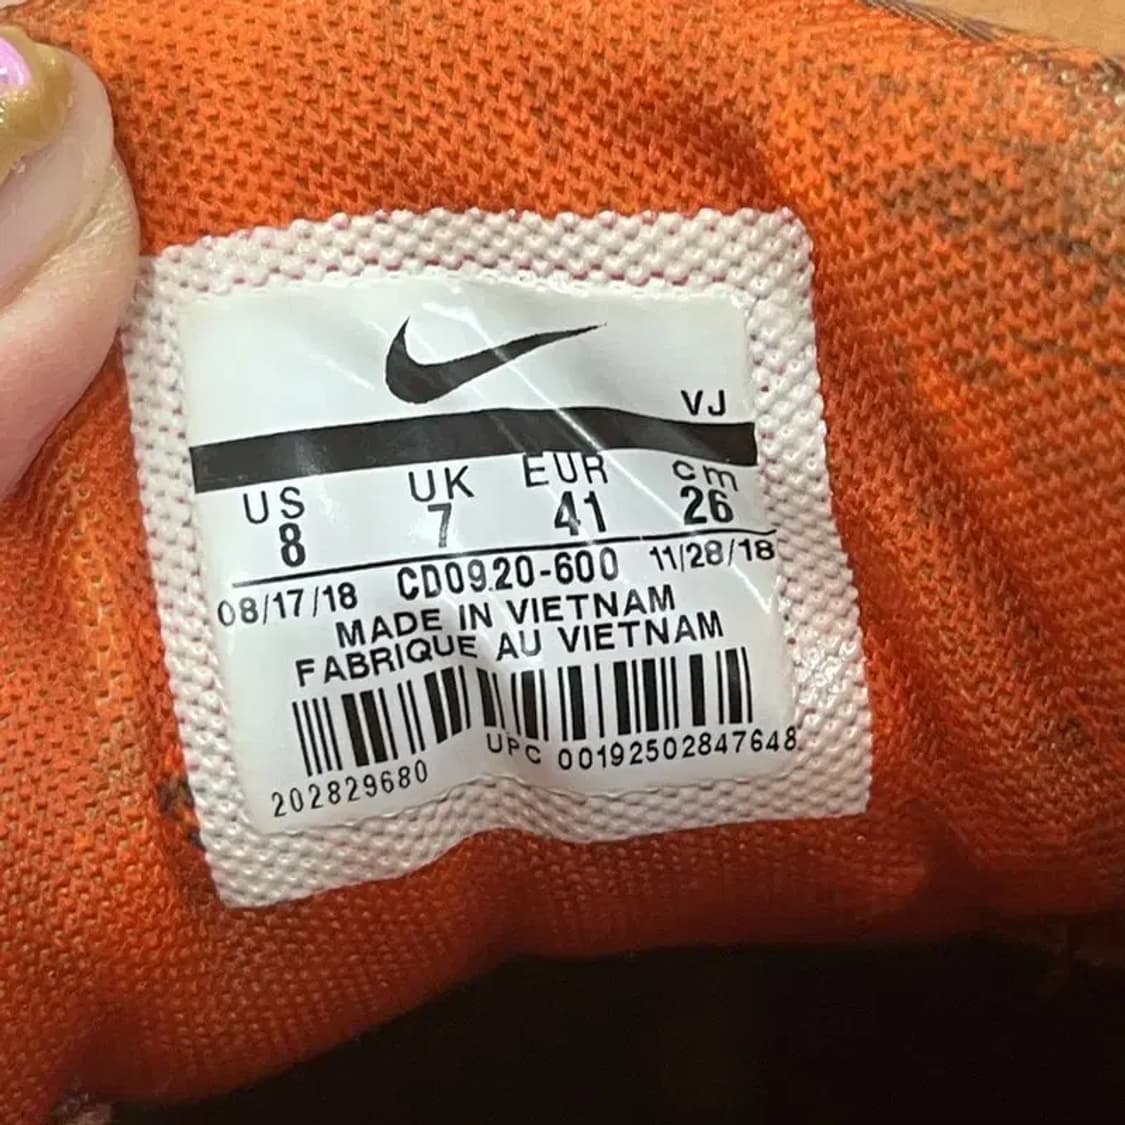 VJ
US UK EUR cm
8 7 41 26
08/17/18 CD0920-600 11/28/18
MADE IN VIETNAM
FABRIQUE AU VIETNAM
202829680 UPC 00192502847648